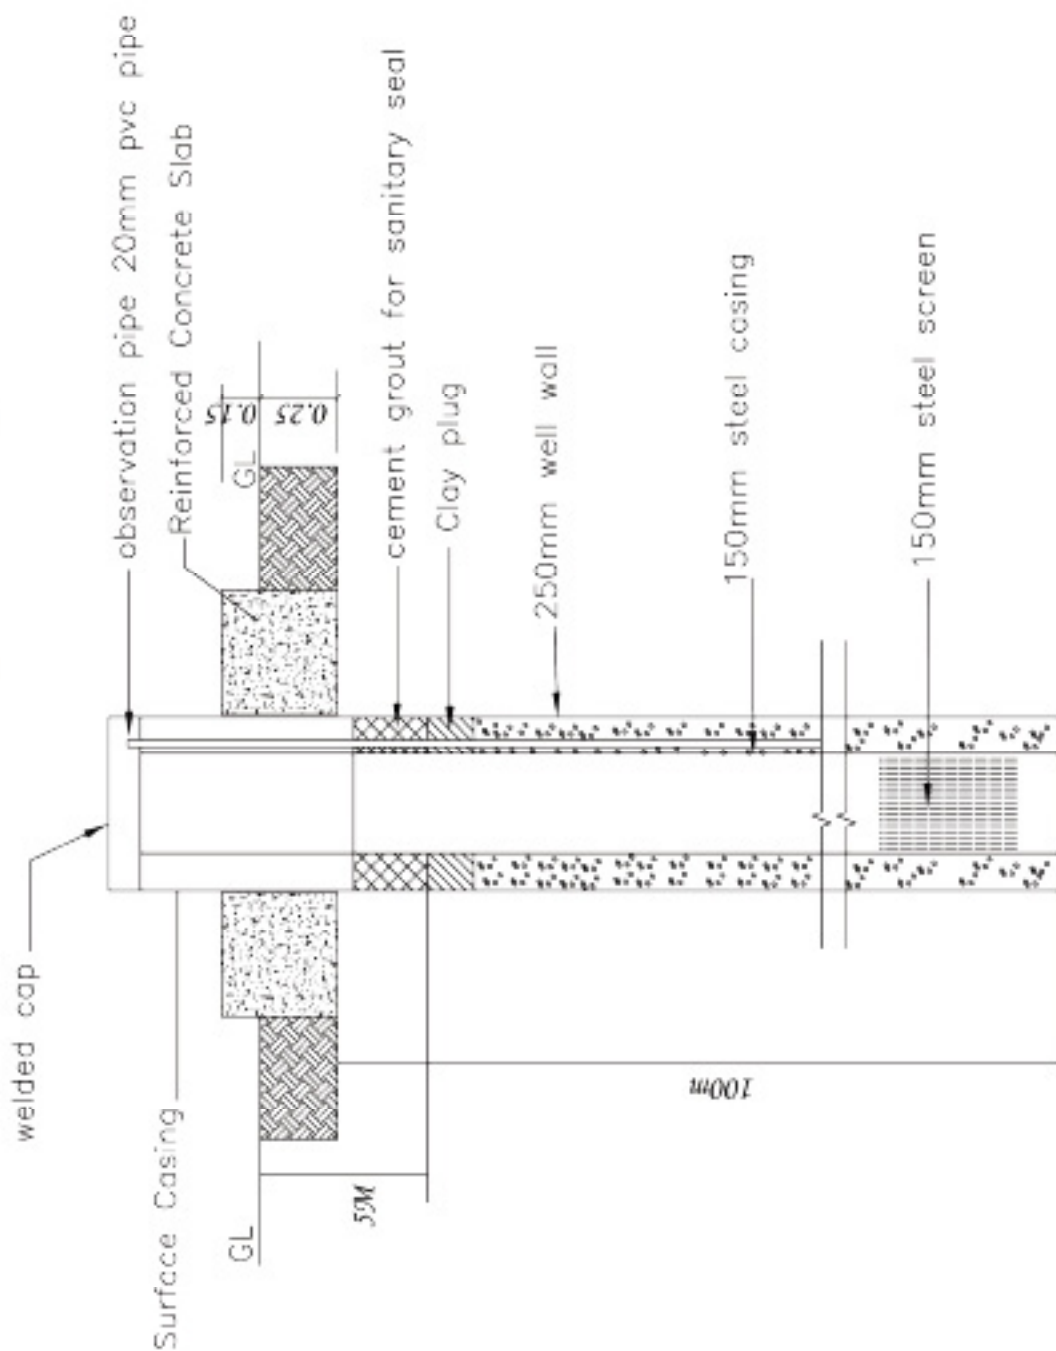 welded cap
Surface Casing
GL
5M
100m
observation pipe 20mm pvc pipe
Reinforced Concrete Slab
GL
0.15
0.25
cement grout for sanitary seal
Clay plug
250mm well wall
150mm steel casing
150mm steel screen